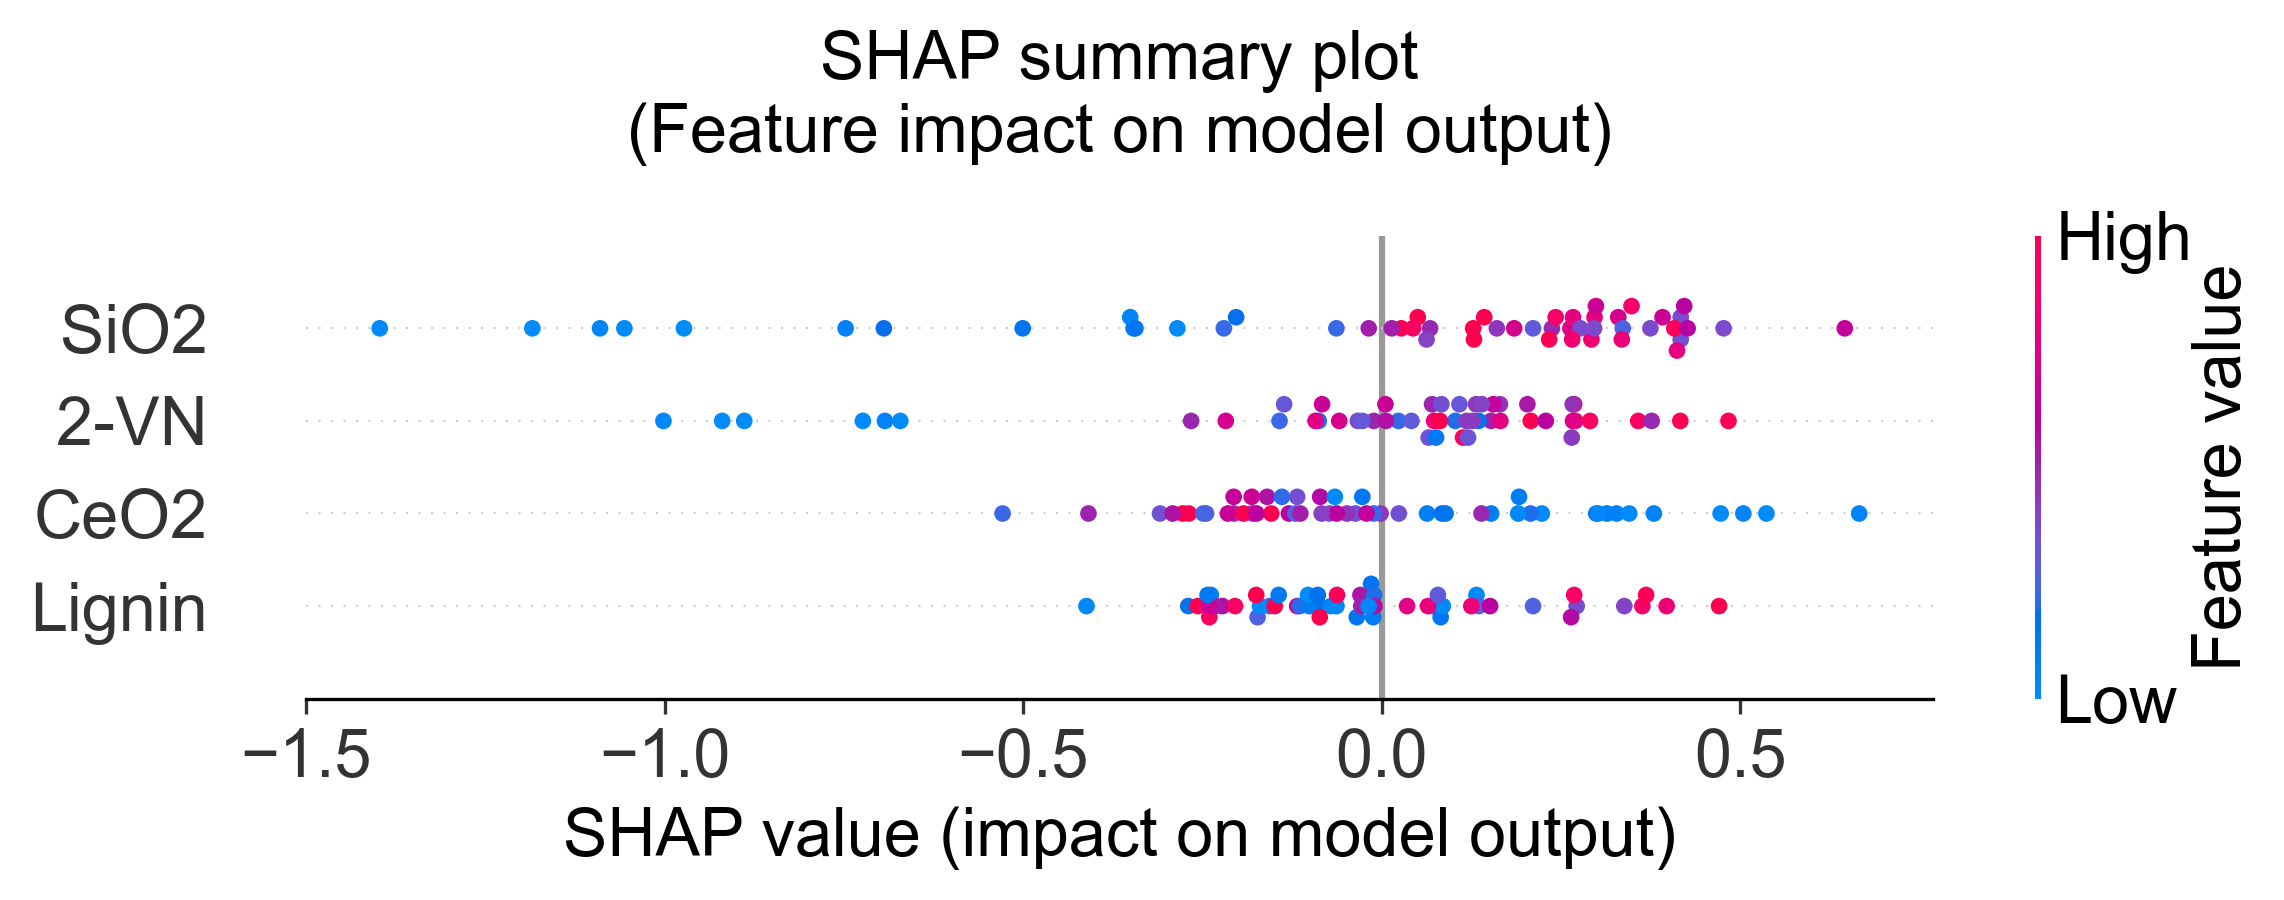 SHAP summary plot
(Feature impact on model output)
High
SiO2
2-VN
CeO2
Lignin
Feature value
Low
−1.5 −1.0 −0.5 0.0 0.5
SHAP value (impact on model output)